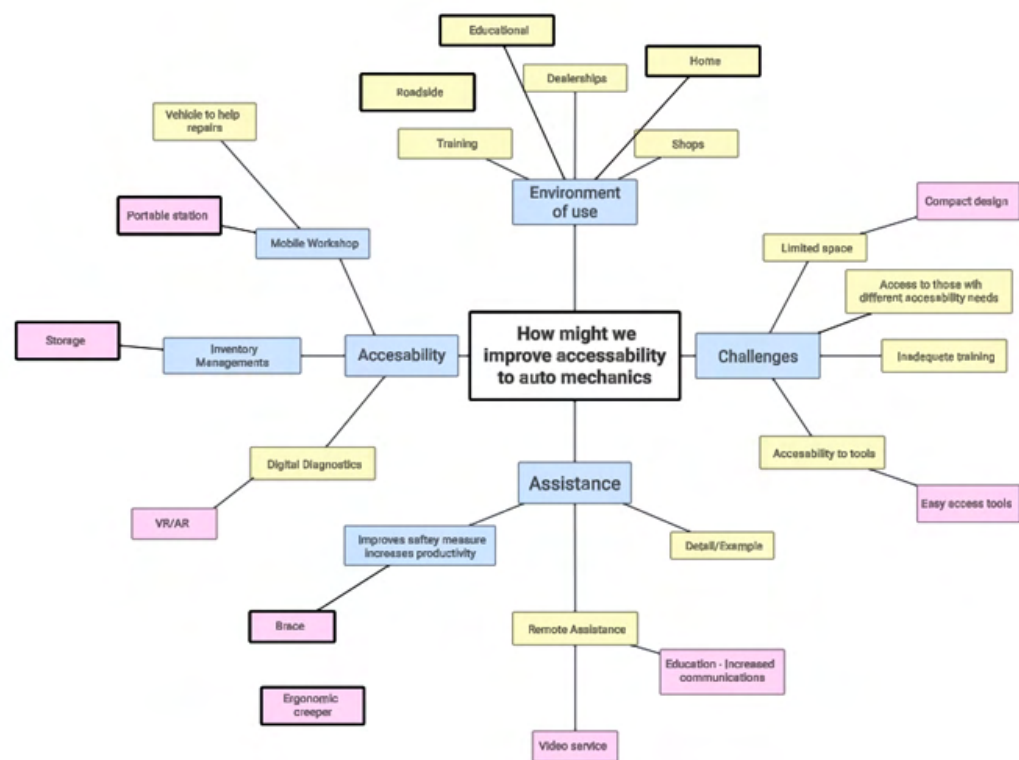 Educational
Home
Dealerships
Roadside
Vehicle to help
repairs
Training
Shops
Environment
of use
Compact design
Portable station
Mobile Workshop
Limited space
Access to those wih
different accesability needs
How might we
improve accessability
to auto mechanics
Storage
Inventory
Managements
Accesability
Challenges
Inadequete training
Digital Diagnostics
Accesability to tools
Assistance
VR/AR
Easy access tools
Improves saftey measure
increases productivity
Detail/Example
Brace
Remote Assistance
Education - Increased
communications
Ergonomic
creeper
Video service